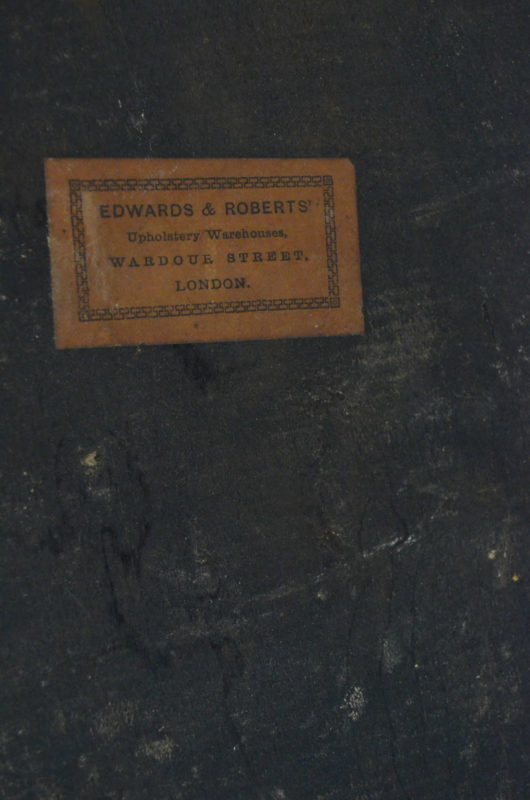 EDWARDS & ROBERTS'
Upholstery Warehouses,
WARDOUR STREET,
LONDON.